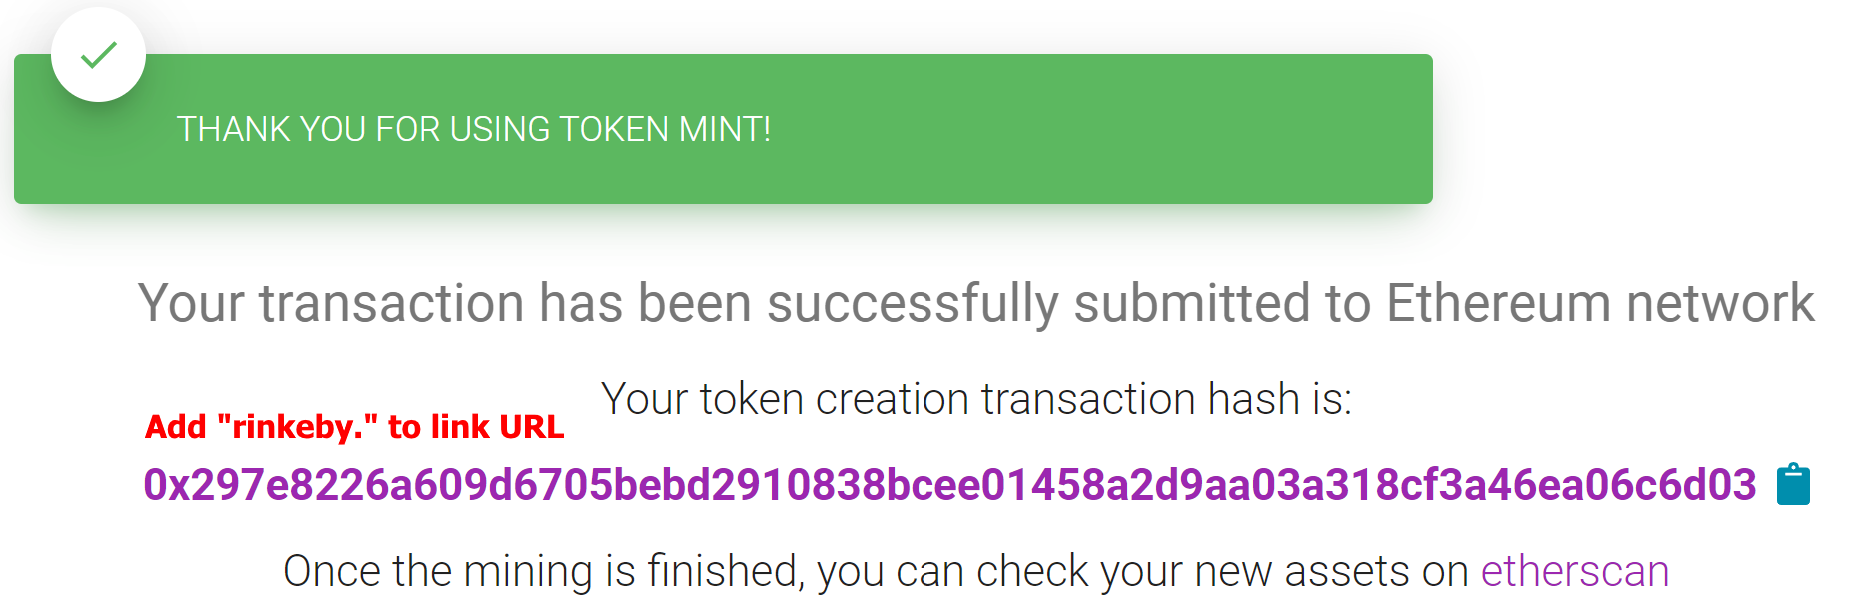 THANK YOU FOR USING TOKEN MINT!
Your transaction has been successfully submitted to Ethereum network
Your token creation transaction hash is:
Add "rinkeby." to link URL
0x297e8226a609d6705bebd2910838bcee01458a2d9aa03a318cf3a46ea06c6d03
Once the mining is finished, you can check your new assets on etherscan